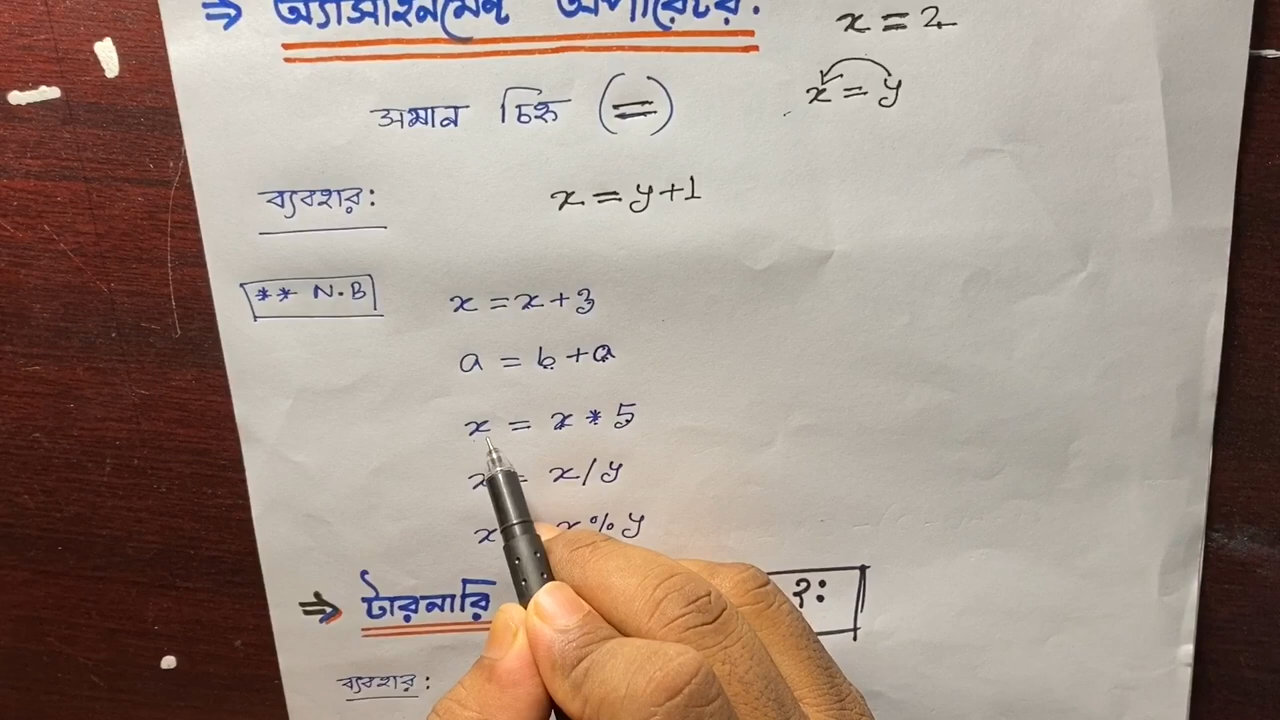 ⇒ অ্যাসাইনমেন্ট অপারেটর:
x = 2
x = y
সমান চিহ্ন (=)
ব্যবহার: x = y + 1
** N.B x = x + 3
a = b + a
x = x * 5
x = x / y
x x % y
⇒ টারনারি ?:
ব্যবহার: